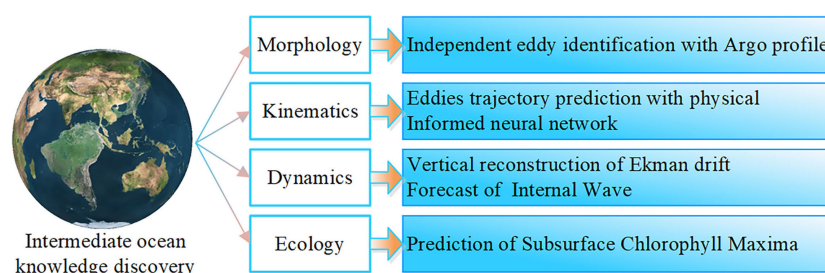 Morphology
Independent eddy identification with Argo profile
Kinematics
Eddies trajectory prediction with physical
Informed neural network
Dynamics
Vertical reconstruction of Ekman drift
Forecast of Internal Wave
Ecology
Prediction of Subsurface Chlorophyll Maxima
Intermediate ocean
knowledge discovery